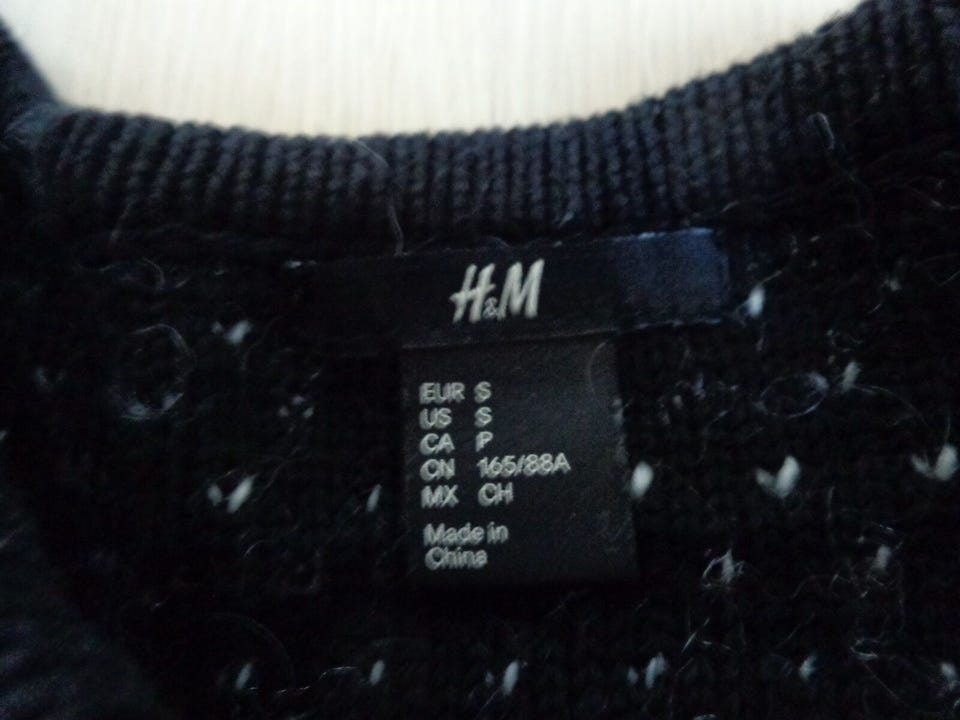 H&M
EUR S
US S
CA P
CN 165/88A
MX CH
Made in
China